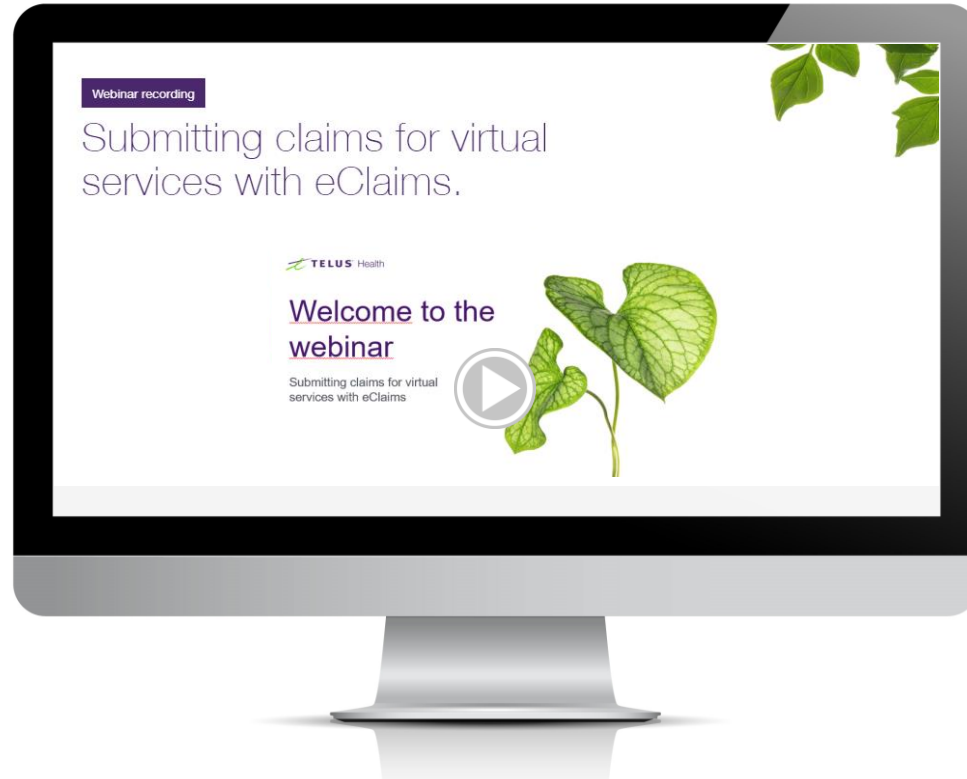 Webinar recording
Submitting claims for virtual
services with eClaims.
TELUS Health
Welcome to the
webinar
Submitting claims for virtual
services with eClaims